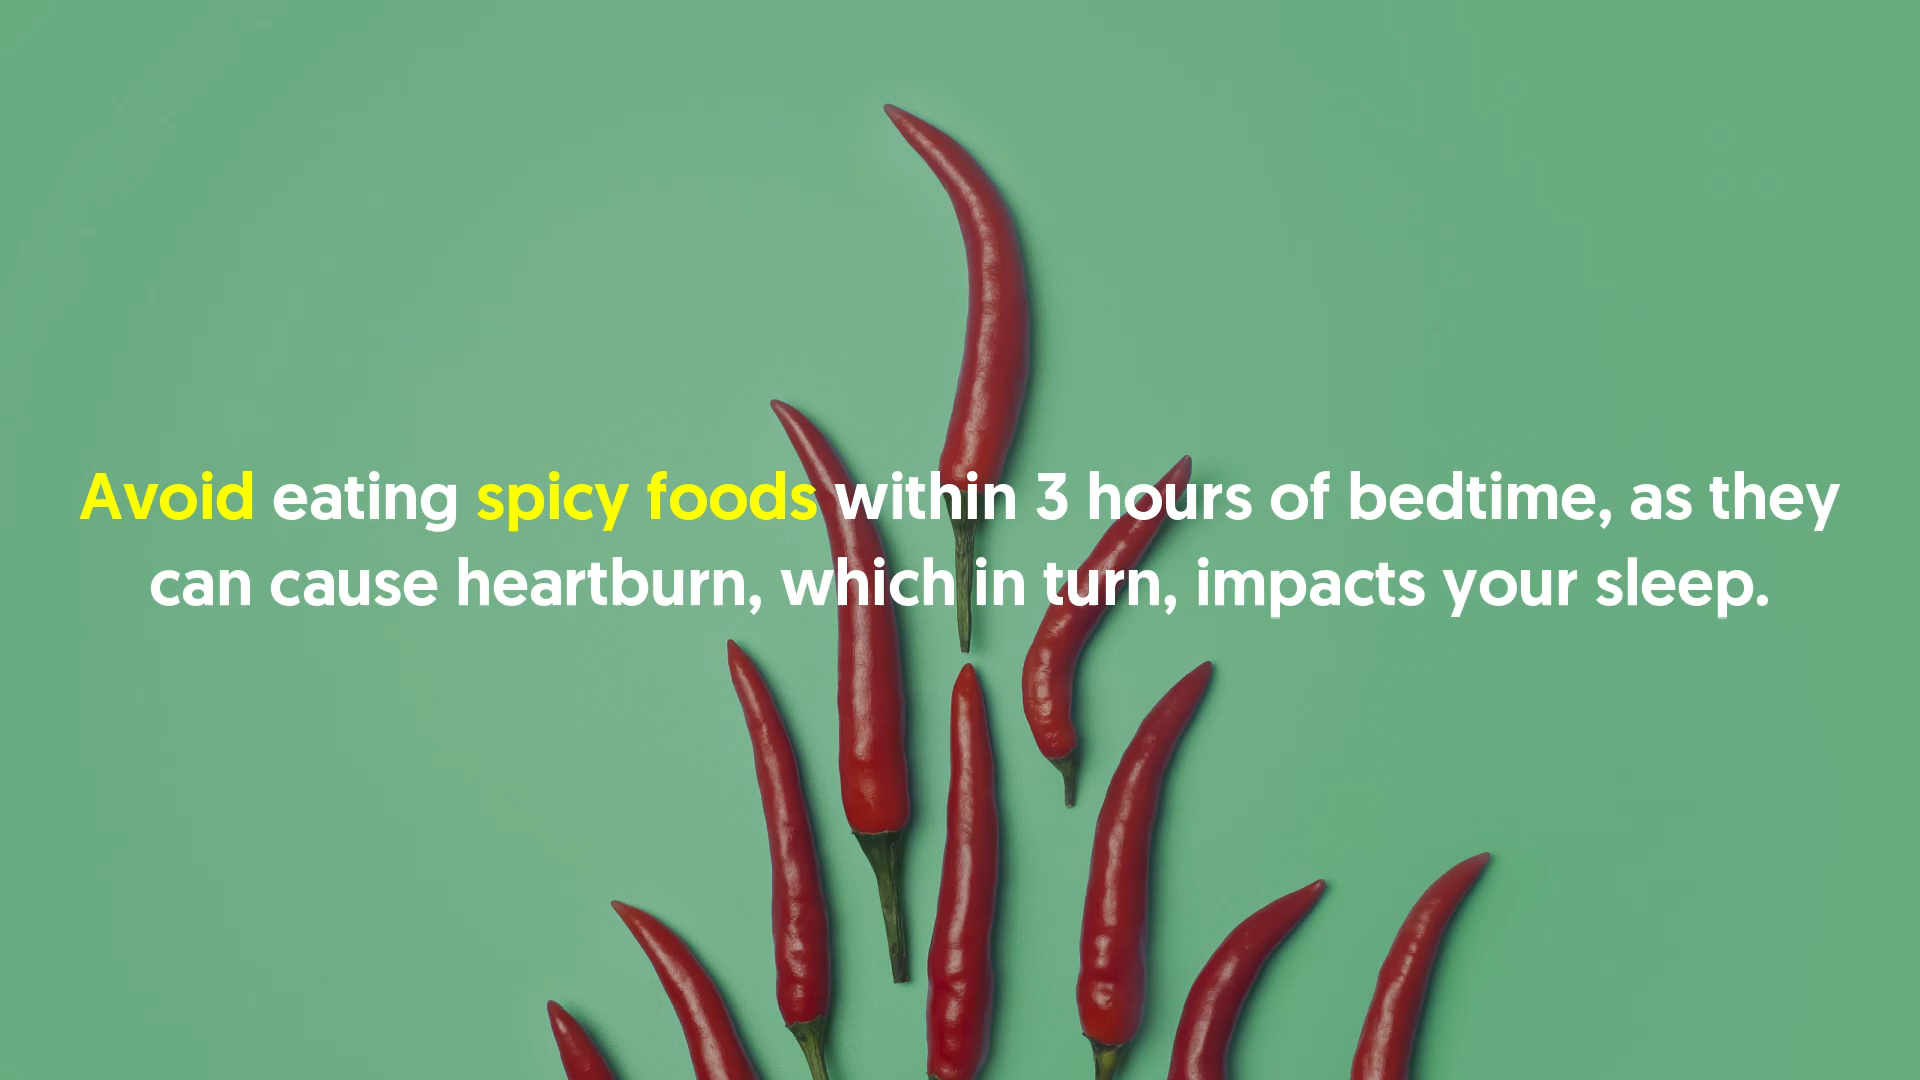 Avoid eating spicy foods within 3 hours of bedtime, as they
can cause heartburn, which in turn, impacts your sleep.